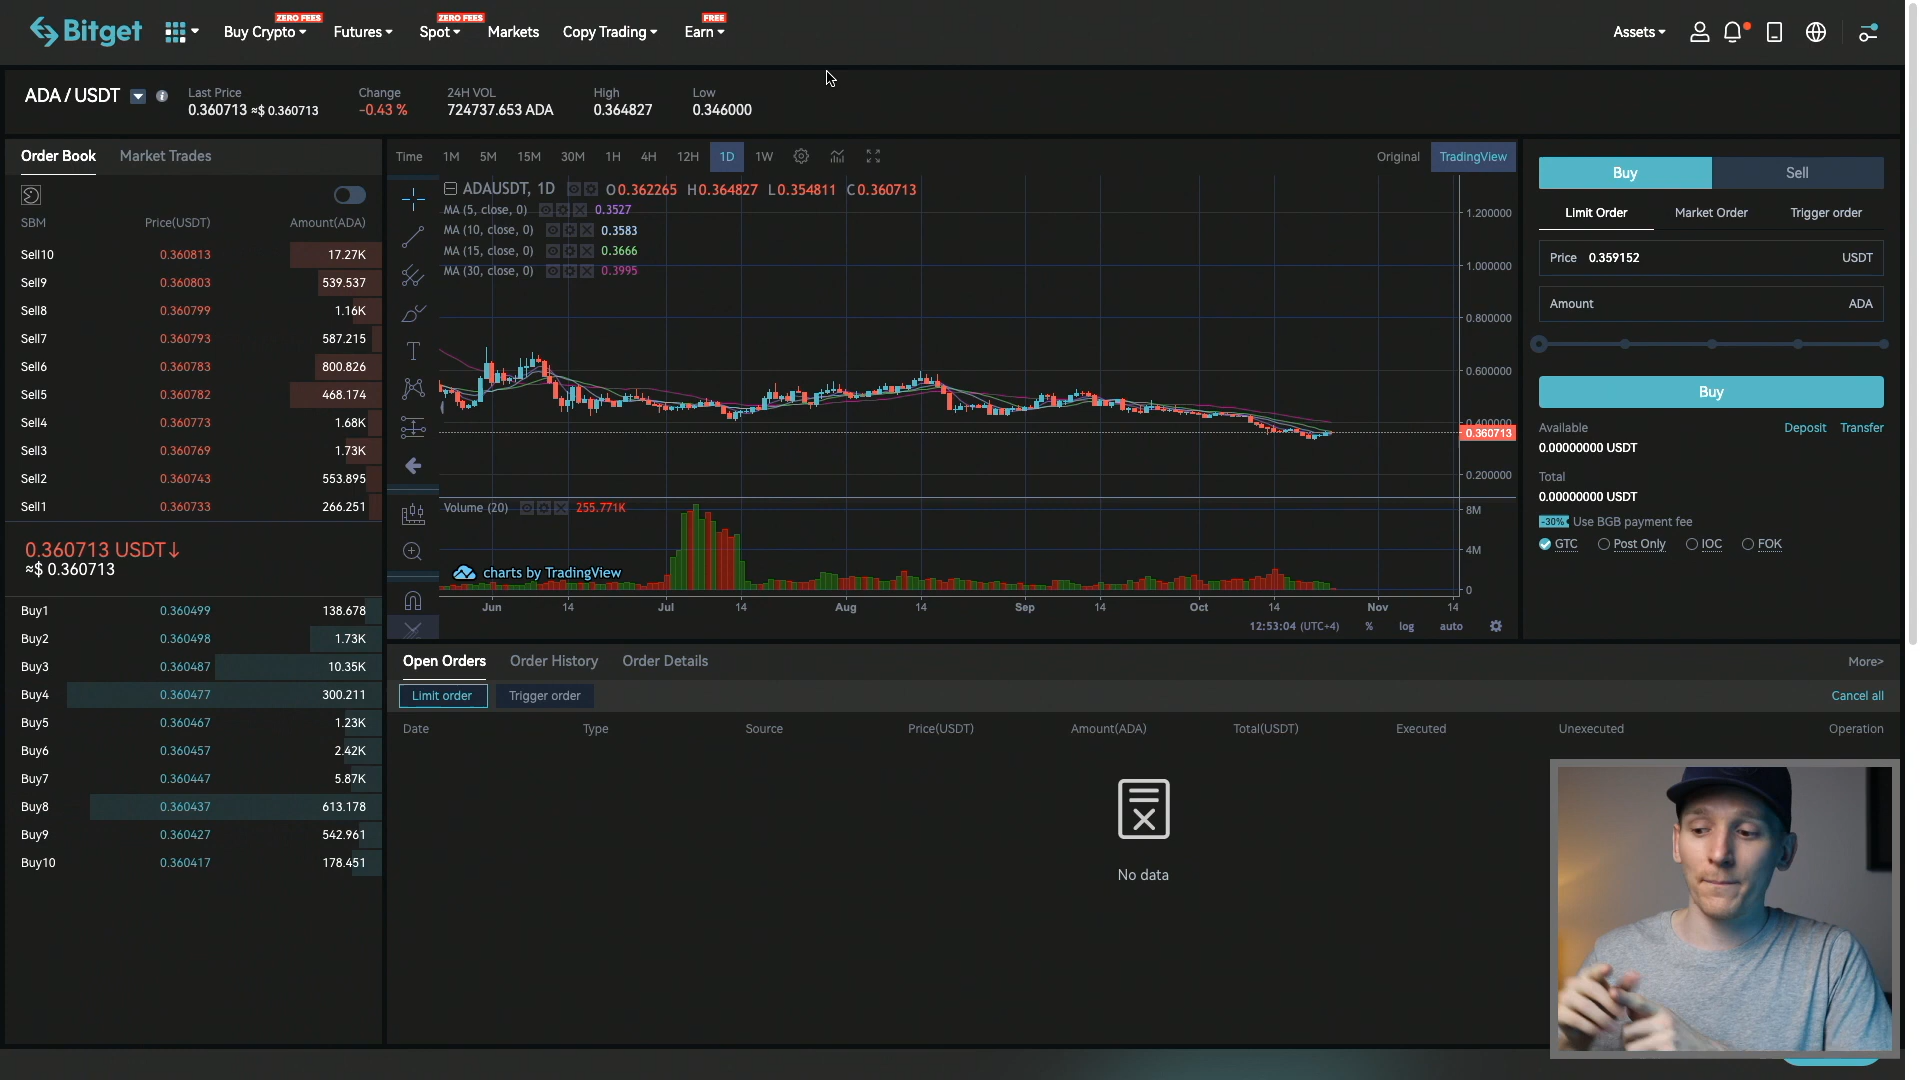 Bitget
Buy Crypto
ZERO FEES
Futures
Spot
ZERO FEES
Markets
Copy Trading
Earn
FREE
Assets
ADA / USDT
Last Price
0.360713 ≈$ 0.360713
Change
-0.43 %
24H VOL
724737.653 ADA
High
0.364827
Low
0.346000
Order Book
Market Trades
SBM Price(USDT) Amount(ADA)
Sell10 0.360813 17.27K
Sell9 0.360803 539.537
Sell8 0.360799 1.16K
Sell7 0.360793 587.215
Sell6 0.360783 800.826
Sell5 0.360782 468.174
Sell4 0.360773 1.68K
Sell3 0.360769 1.73K
Sell2 0.360743 553.895
Sell1 0.360733 266.251
0.360713 USDT↓
≈$ 0.360713
Buy1 0.360499 138.678
Buy2 0.360498 1.73K
Buy3 0.360487 10.35K
Buy4 0.360477 300.211
Buy5 0.360467 1.23K
Buy6 0.360457 2.42K
Buy7 0.360447 5.87K
Buy8 0.360437 613.178
Buy9 0.360427 542.961
Buy10 0.360417 178.451
Time 1M 5M 15M 30M 1H 4H 12H 1D 1W
Original TradingView
ADAUSDT, 1D O0.362265 H0.364827 L0.354811 C0.360713
MA (5, close, 0) 0.3527
MA (10, close, 0) 0.3583
MA (15, close, 0) 0.3666
MA (30, close, 0) 0.3995
1.200000
1.000000
0.800000
0.600000
0.400000
0.360713
0.200000
Volume (20) 255.771K
8M
4M
0
charts by TradingView
Jun 14 Jul 14 Aug 14 Sep 14 Oct 14 Nov 14
12:53:04 (UTC+4) % log auto
Buy Sell
Limit Order Market Order Trigger order
Price 0.359152 USDT
Amount ADA
Buy
Available Deposit Transfer
0.00000000 USDT
Total
0.00000000 USDT
-30% Use BGB payment fee
GTC Post Only IOC FOK
Open Orders Order History Order Details More>
Limit order Trigger order Cancel all
Date Type Source Price(USDT) Amount(ADA) Total(USDT) Executed Unexecuted Operation
No data